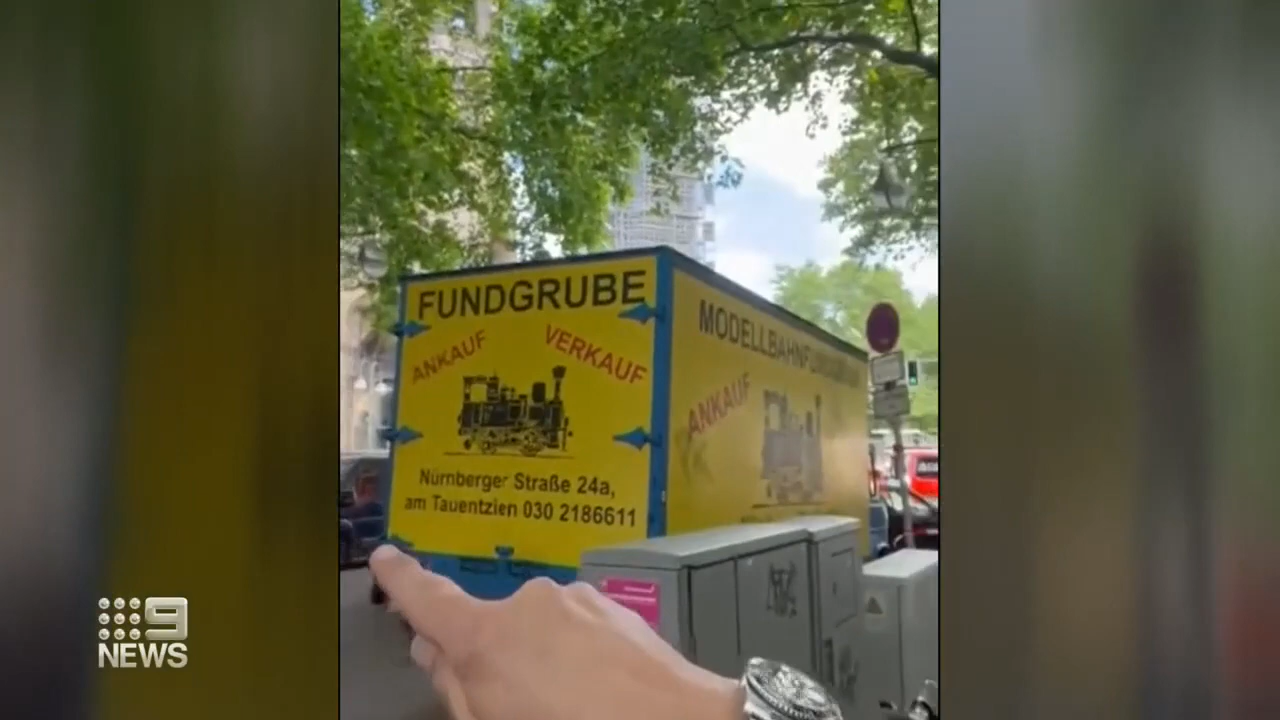 FUNDGRUBE
ANKAUF
VERKAUF
Nürnberger Straße 24a,
am Tauentzien 030 2186611
ANKAUF
9
NEWS